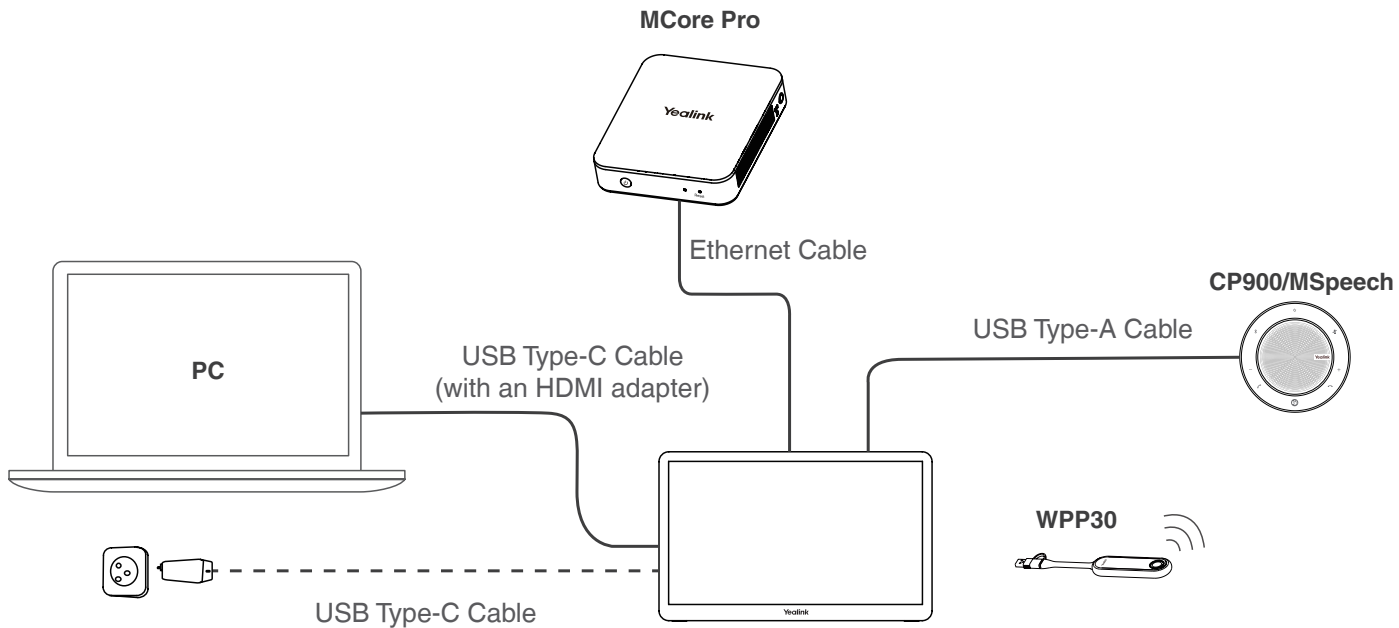 MCore Pro
Yealink
Ethernet Cable
CP900/MSpeech
USB Type-A Cable
Yealink
USB Type-C Cable
(with an HDMI adapter)
PC
WPP30
USB Type-C Cable
Yealink